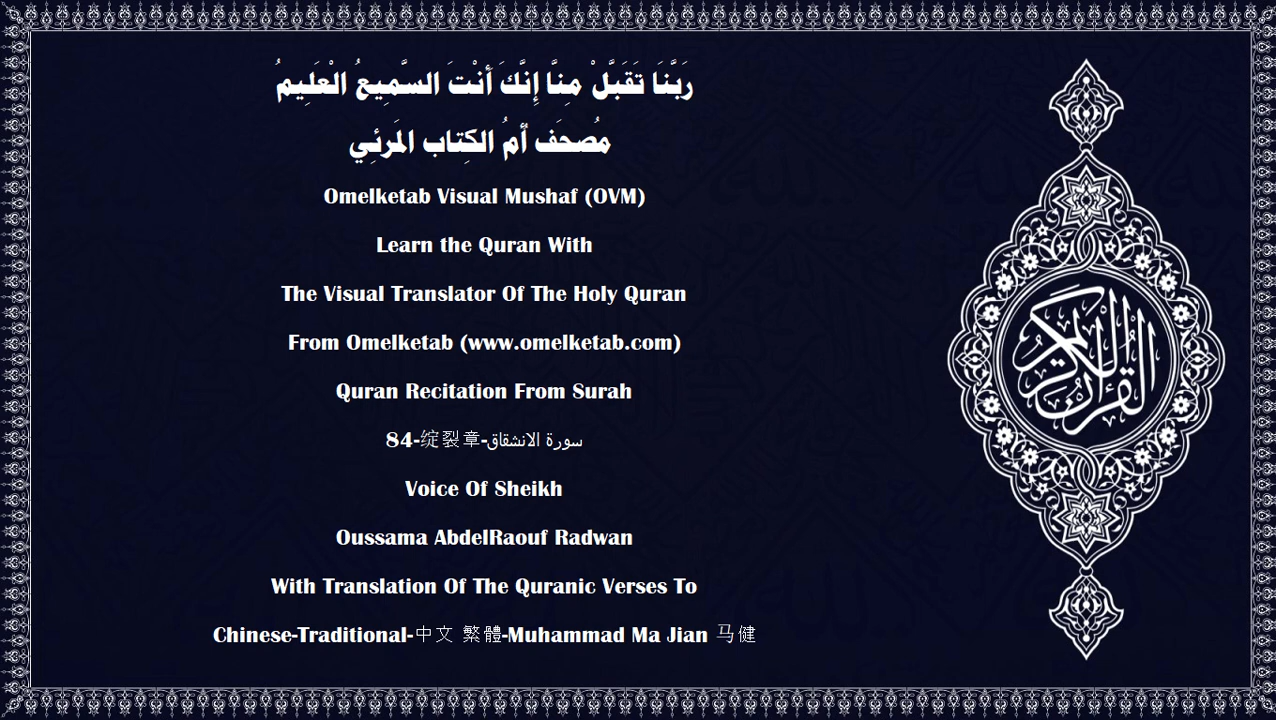 رَبَّنَا تَقَبَّلْ مِنَّا إِنَّكَ أَنْتَ السَّمِيعُ الْعَلِيمُ
مُصحَف أمُ الكِتاب المَرئِي
Omelketab Visual Mushaf (OVM)
Learn the Quran With
The Visual Translator Of The Holy Quran
From Omelketab (www.omelketab.com)
Quran Recitation From Surah
84-绽裂章-سورة الانشقاق
Voice Of Sheikh
Oussama AbdelRaouf Radwan
With Translation Of The Quranic Verses To
Chinese-Traditional-中文 繁體-Muhammad Ma Jian 马健
القرآن الكريم